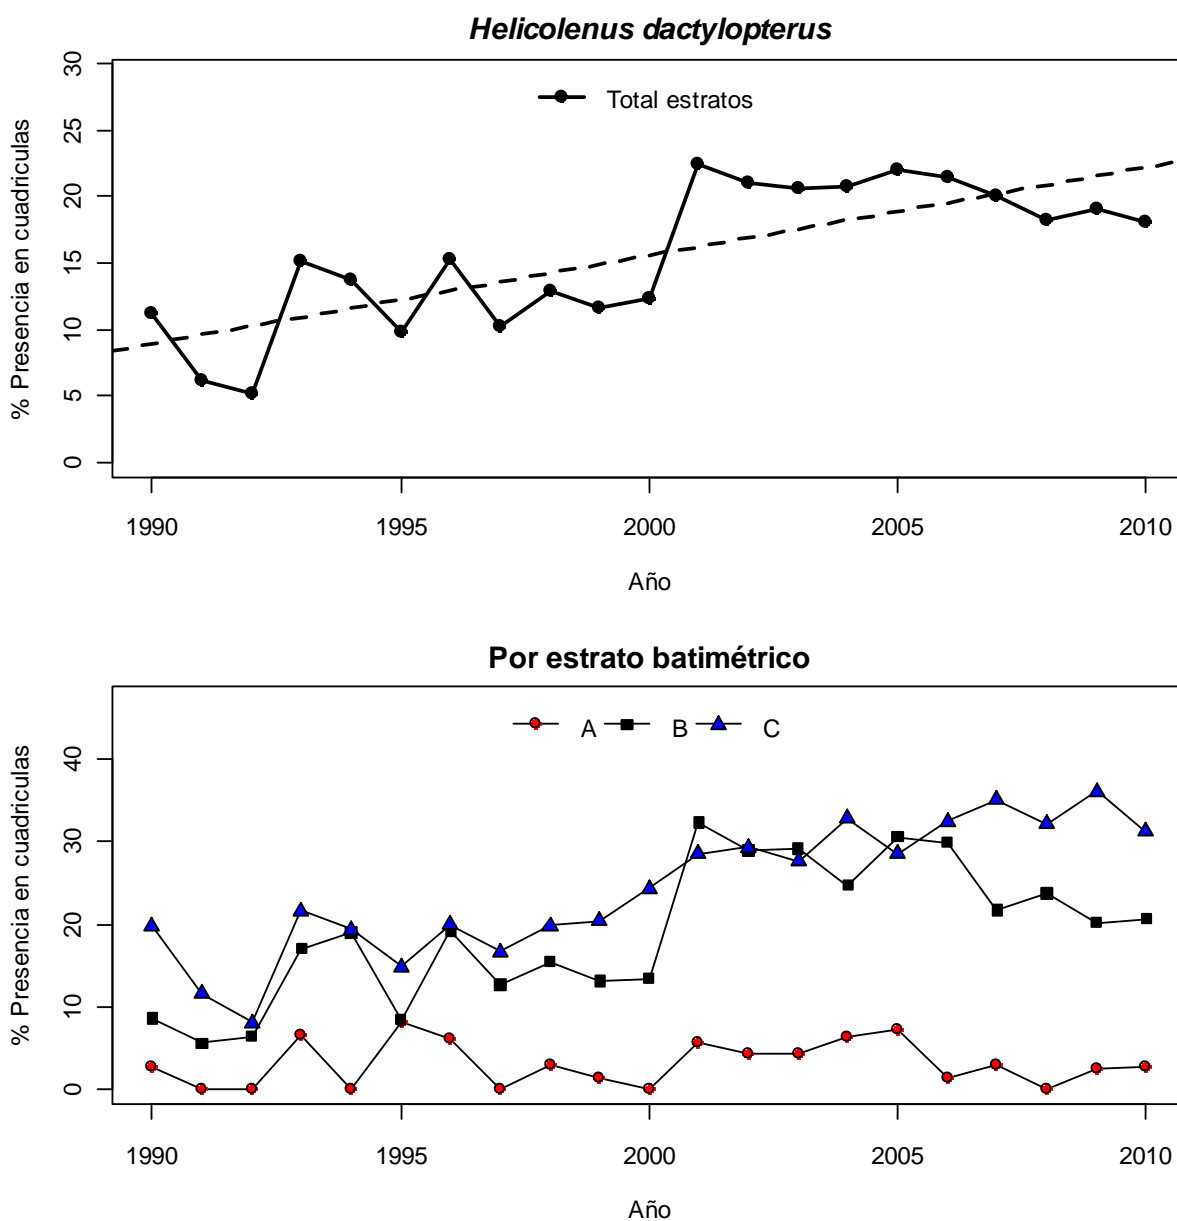 Helicolenus dactylopterus
% Presencia en cuadriculas
30
25
20
15
10
5
0
Total estratos
1990 1995 2000 2005 2010
Año
Por estrato batimétrico
% Presencia en cuadriculas
40
30
20
10
0
A B C
1990 1995 2000 2005 2010
Año